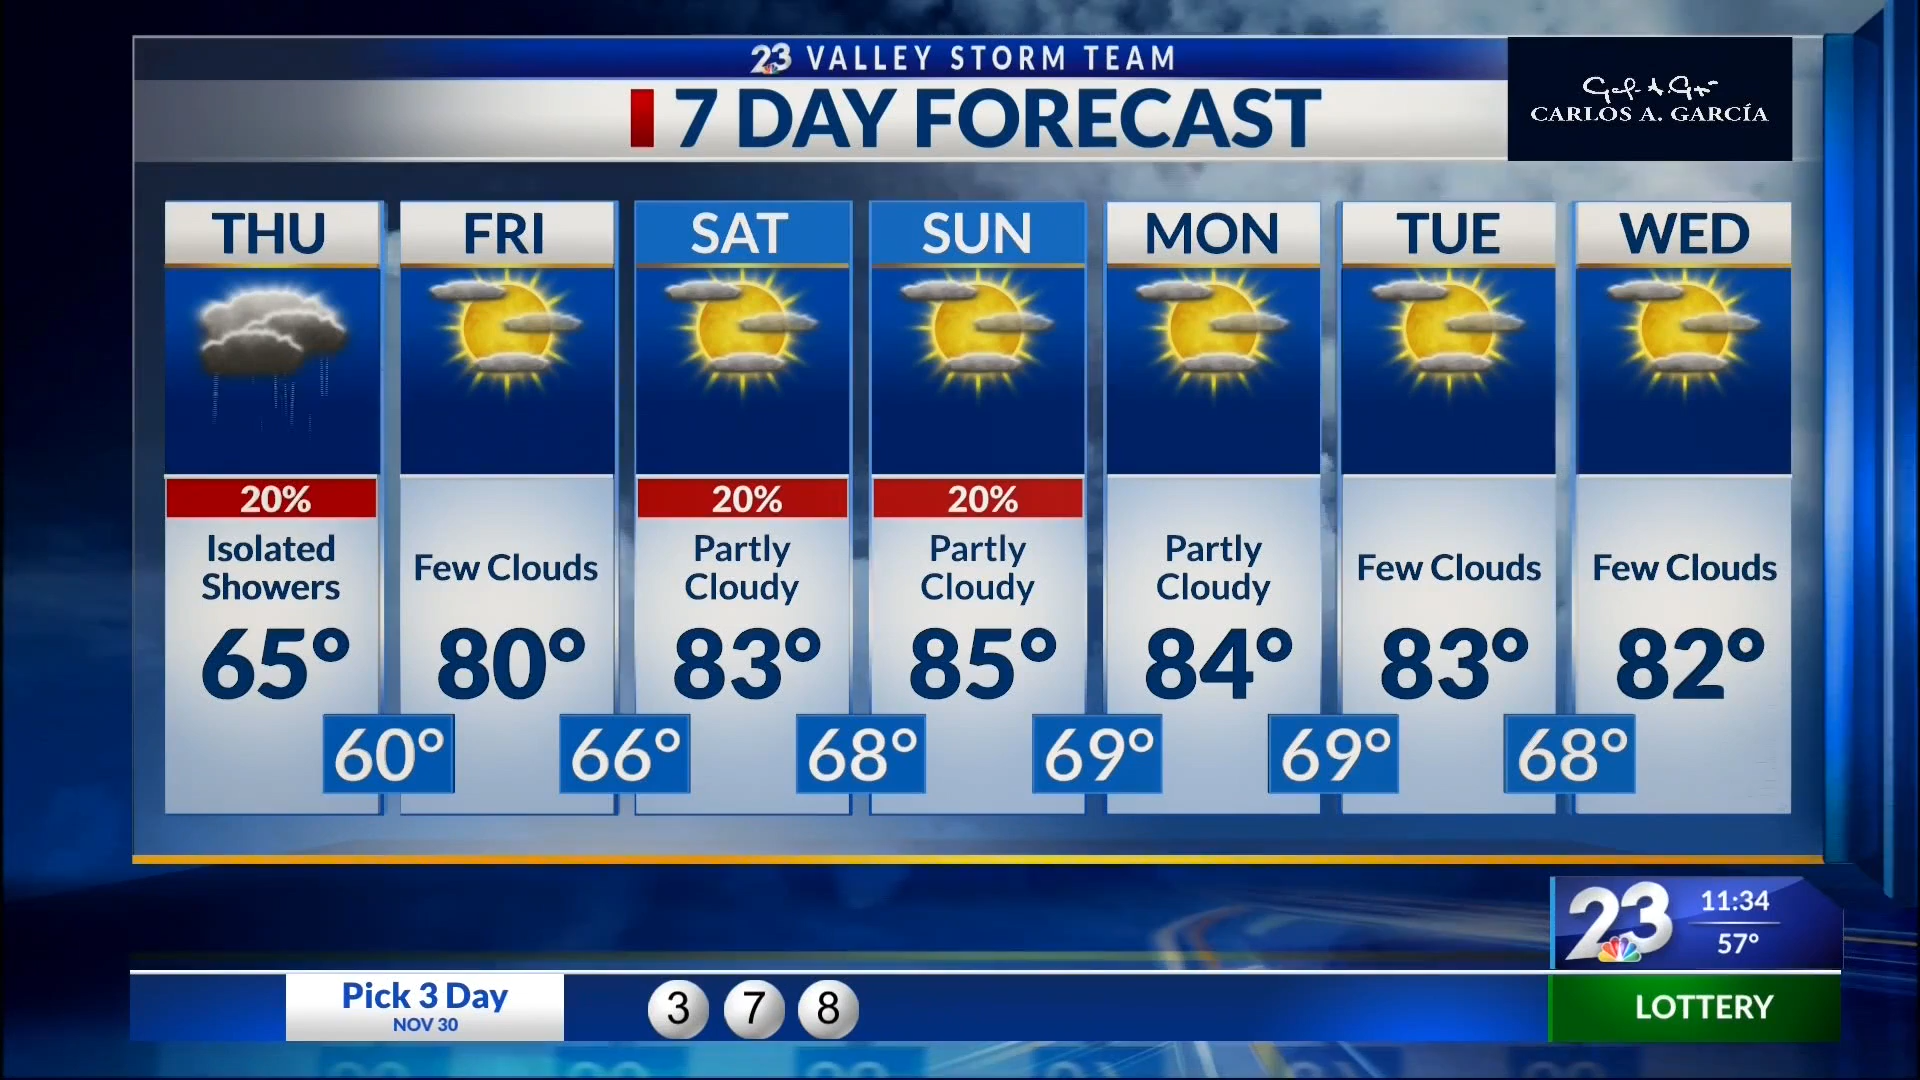 23 VALLEY STORM TEAM
7 DAY FORECAST
CARLOS A. GARCÍA
THU
FRI
SAT
SUN
MON
TUE
WED
20%
20%
20%
Isolated
Showers
Few Clouds
Partly
Cloudy
Partly
Cloudy
Partly
Cloudy
Few Clouds
Few Clouds
65°
80°
83°
85°
84°
83°
82°
60°
66°
68°
69°
69°
68°
23
11:34
57°
Pick 3 Day
NOV 30
3 7 8
LOTTERY